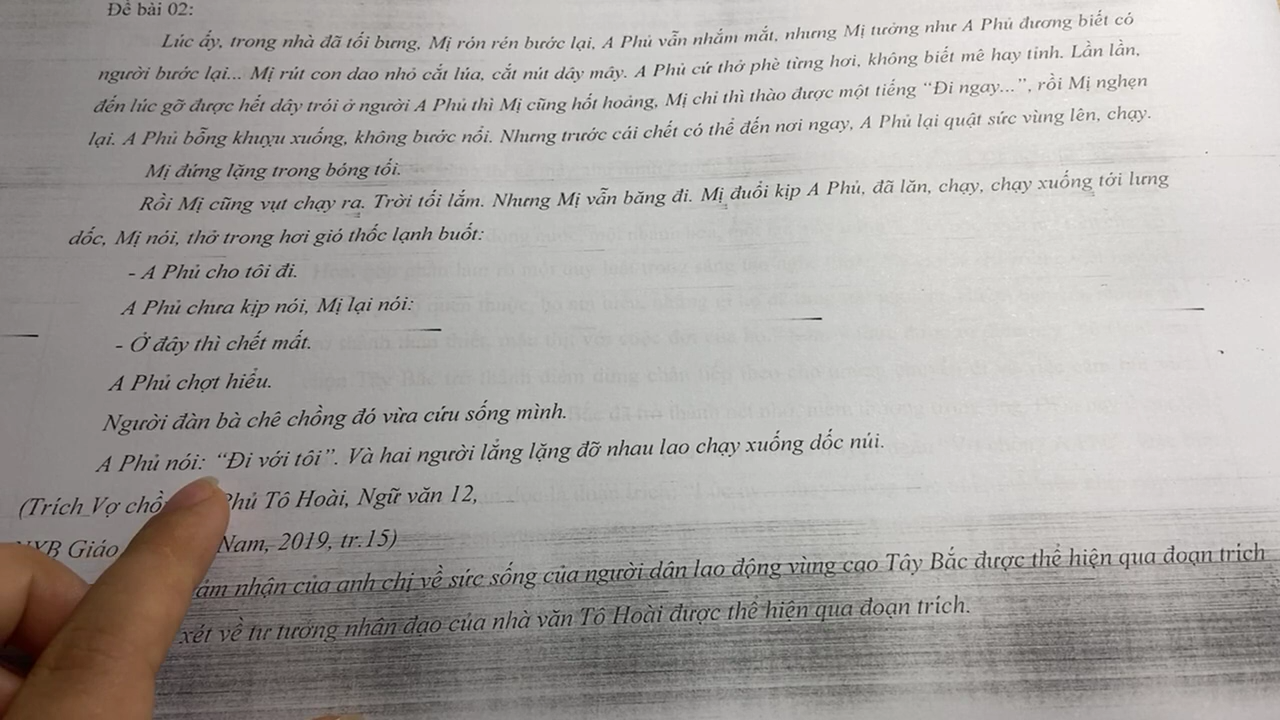 Đề bài 02:
Lúc ấy, trong nhà đã tối bưng, Mị rón rén bước lại, A Phủ vẫn nhắm mắt, nhưng Mị tưởng như A Phủ đương biết có
người bước lại... Mị rút con dao nhỏ cắt lúa, cắt nút dây mây. A Phủ cứ thở phè từng hơi, không biết mê hay tỉnh. Lần lần,
đến lúc gỡ được hết dây trói ở người A Phủ thì Mị cũng hốt hoảng, Mị chỉ thì thào được một tiếng “Đi ngay...”, rồi Mị nghẹn
lại. A Phủ bỗng khuỵu xuống, không bước nổi. Nhưng trước cái chết có thể đến nơi ngay, A Phủ lại quật sức vùng lên, chạy.
Mị đứng lặng trong bóng tối.
Rồi Mị cũng vụt chạy ra. Trời tối lắm. Nhưng Mị vẫn băng đi. Mị đuổi kịp A Phủ, đã lăn, chạy, chạy xuống tới lưng
dốc, Mị nói, thở trong hơi gió thốc lạnh buốt:
- A Phủ cho tôi đi.
A Phủ chưa kịp nói, Mị lại nói:
- Ở đây thì chết mất.
A Phủ chợt hiểu.
Người đàn bà chê chồng đó vừa cứu sống mình.
A Phủ nói: “Đi với tôi”. Và hai người lẳng lặng đỡ nhau lao chạy xuống dốc núi.
(Trích Vợ Phủ Tô Hoài, Ngữ văn 12,
Giáo Nam, 2019, tr.15)
nhận của anh chị về sức sống của người dân lao động vùng cao Tây Bắc được thể hiện qua đoạn trích
xét về tư tưởng nhân đạo của nhà văn Tô Hoài được thể hiện qua đoạn trích.